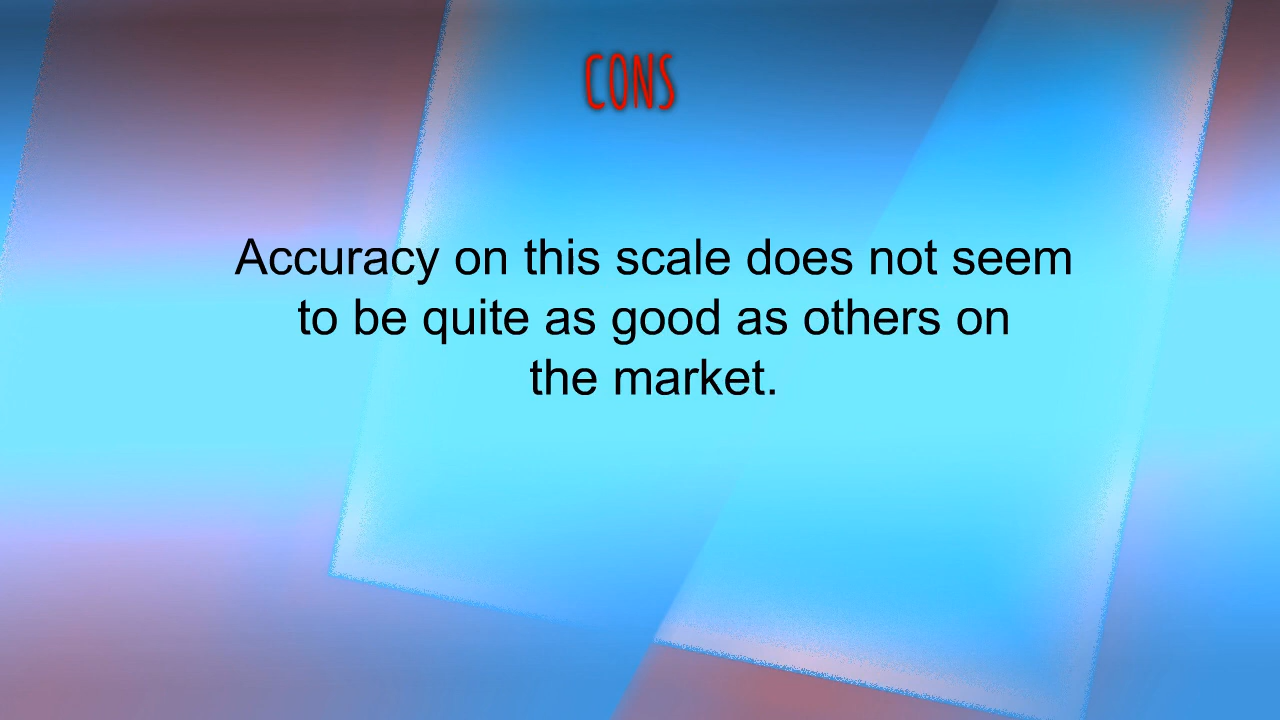 CONS
Accuracy on this scale does not seem
to be quite as good as others on
the market.